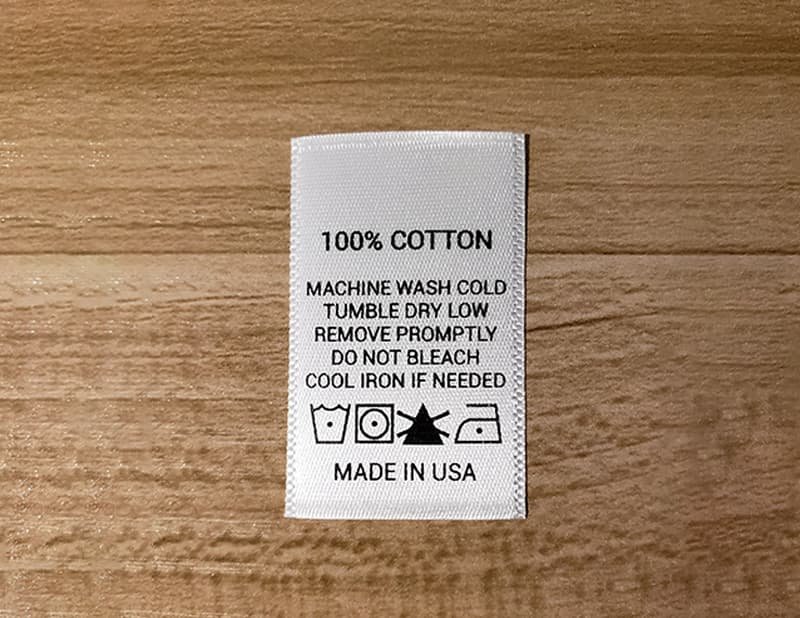 100% COTTON
MACHINE WASH COLD
TUMBLE DRY LOW
REMOVE PROMPTLY
DO NOT BLEACH
COOL IRON IF NEEDED
MADE IN USA